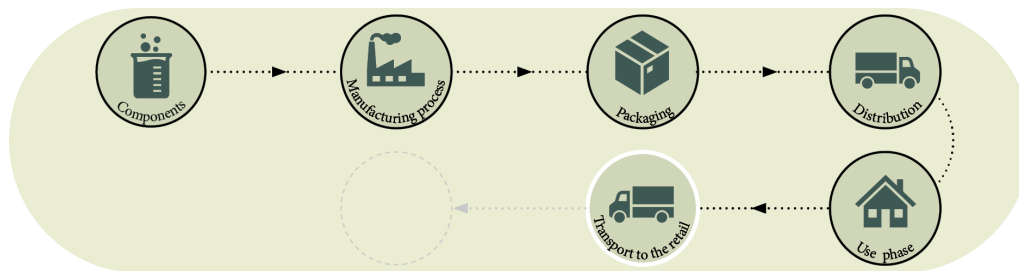 Components
Manufacturing process
Packaging
Distribution
Transport to the retail
Use phase